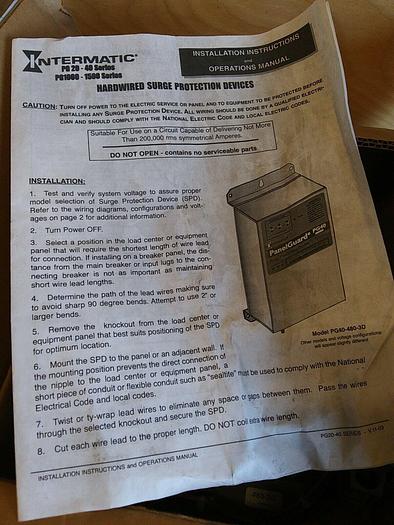 INTERMATIC®
PG 20 - 40 Series
PG1000 - 1500 Series
INSTALLATION INSTRUCTIONS
and
OPERATIONS MANUAL
HARDWIRED SURGE PROTECTION DEVICES
CAUTION: TURN OFF POWER TO THE ELECTRIC SERVICE OR PANEL AND TO EQUIPMENT TO BE PROTECTED BEFORE
INSTALLING ANY SURGE PROTECTION DEVICE. ALL WIRING SHOULD BE DONE BY A QUALIFIED ELECTRI-
CIAN AND SHOULD COMPLY WITH THE NATIONAL ELECTRIC CODE AND LOCAL ELECTRIC CODES.
Suitable For Use on a Circuit Capable of Delivering Not More
Than 200,000 rms symmetrical Amperes.
DO NOT OPEN - contains no serviceable parts
INSTALLATION:
1. Test and verify system voltage to assure proper
model selection of Surge Protection Device (SPD).
Refer to the wiring diagrams, configurations and volt-
ages on page 2 for additional information.
2. Turn Power OFF.
3. Select a position in the load center or equipment
panel that will require the shortest length of wire lead
for connection. If installing on a breaker panel, the dis-
tance from the main breaker or input lugs to the con-
necting breaker is not as important as maintaining
short wire lead lengths.
4. Determine the path of the lead wires making sure
to avoid sharp 90 degree bends. Attempt to use 2" or
larger bends.
5. Remove the knockout from the load center or
equipment panel that best suits positioning of the SPD
for optimum location.
6. Mount the SPD to the panel or an adjacent wall. If
the mounting position prevents the direct connection of
the nipple to the load center or equipment panel, a
short piece of conduit or flexible conduit such as "sealtite" must be used to comply with the National
Electrical Code and local codes.
7. Twist or ty-wrap lead wires to eliminate any space or gaps between them. Pass the wires
through the selected knockout and secure the SPD.
8. Cut each wire lead to the proper length. DO NOT coil extra wire length.
PanelGuard® PG40
Model PG40-480-3D
Other models and voltage configurations
will appear slightly different
INSTALLATION INSTRUCTIONS and OPERATIONS MANUAL
PG20-40 SERIES - V.11-03